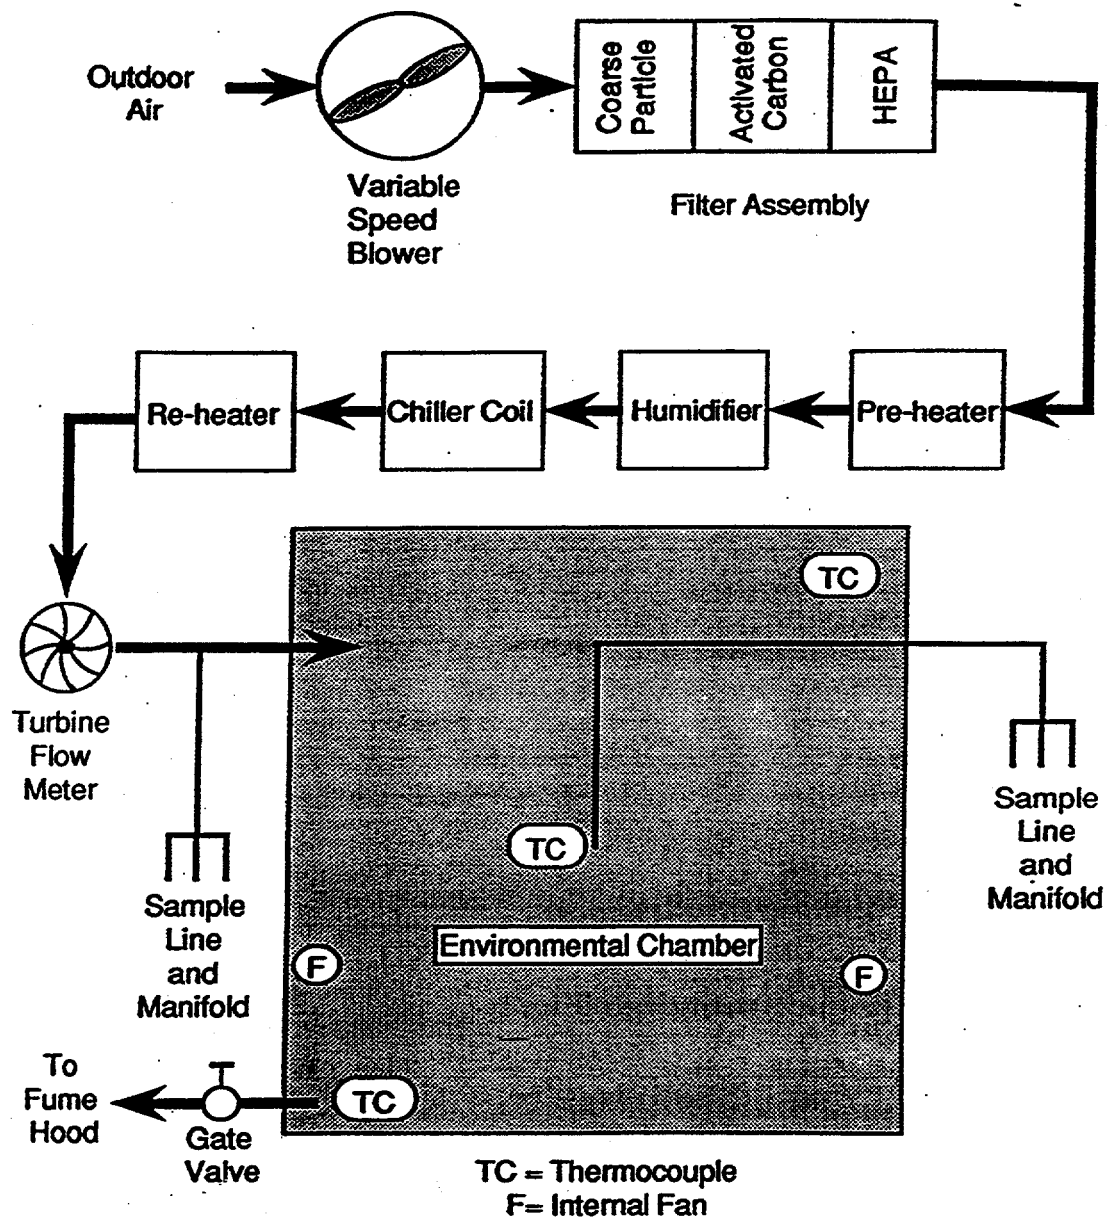 Outdoor
Air
Variable
Speed
Blower
Coarse
Particle
Activated
Carbon
HEPA
Filter Assembly
Re-heater
Chiller Coil
Humidifier
Pre-heater
Turbine
Flow
Meter
TC
TC
Sample
Line
and
Manifold
Sample
Line
and
Manifold
Environmental Chamber
F
F
To
Fume
Hood
Gate
Valve
TC
TC = Thermocouple
F= Internal Fan